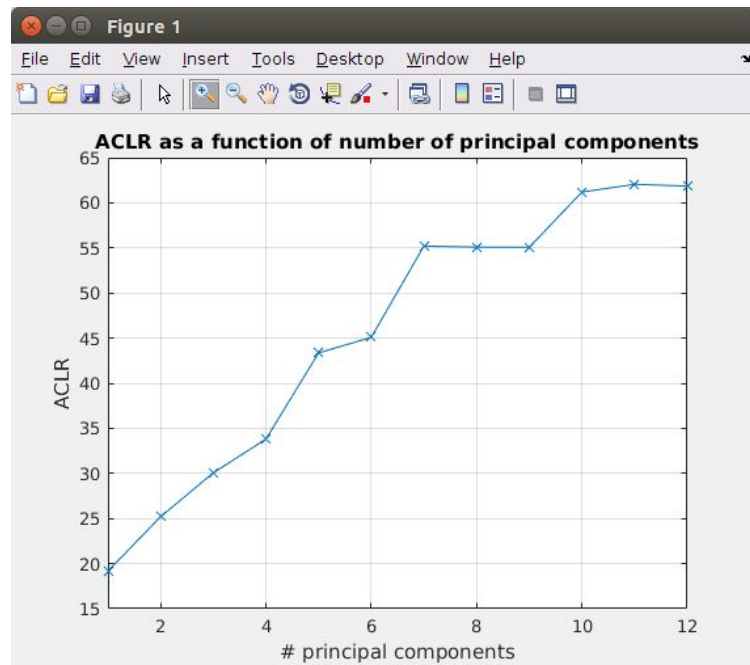 Figure 1
File Edit View Insert Tools Desktop Window Help
ACLR as a function of number of principal components
65
60
55
50
45
40
35
30
25
20
15
ACLR
2 4 6 8 10 12
# principal components